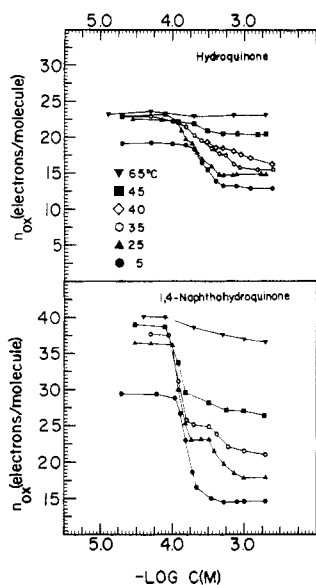 5.0 4.0 3.0
Hydroquinone
30
25
20
15
10
5
n_ox(electrons/molecule)
▼ 65°C
■ 45
◇ 40
○ 35
▲ 25
● 5
1,4-Naphthohydroquinone
40
35
30
25
20
15
n_ox(electrons/molecule)
5.0 4.0 3.0
-LOG C(M)